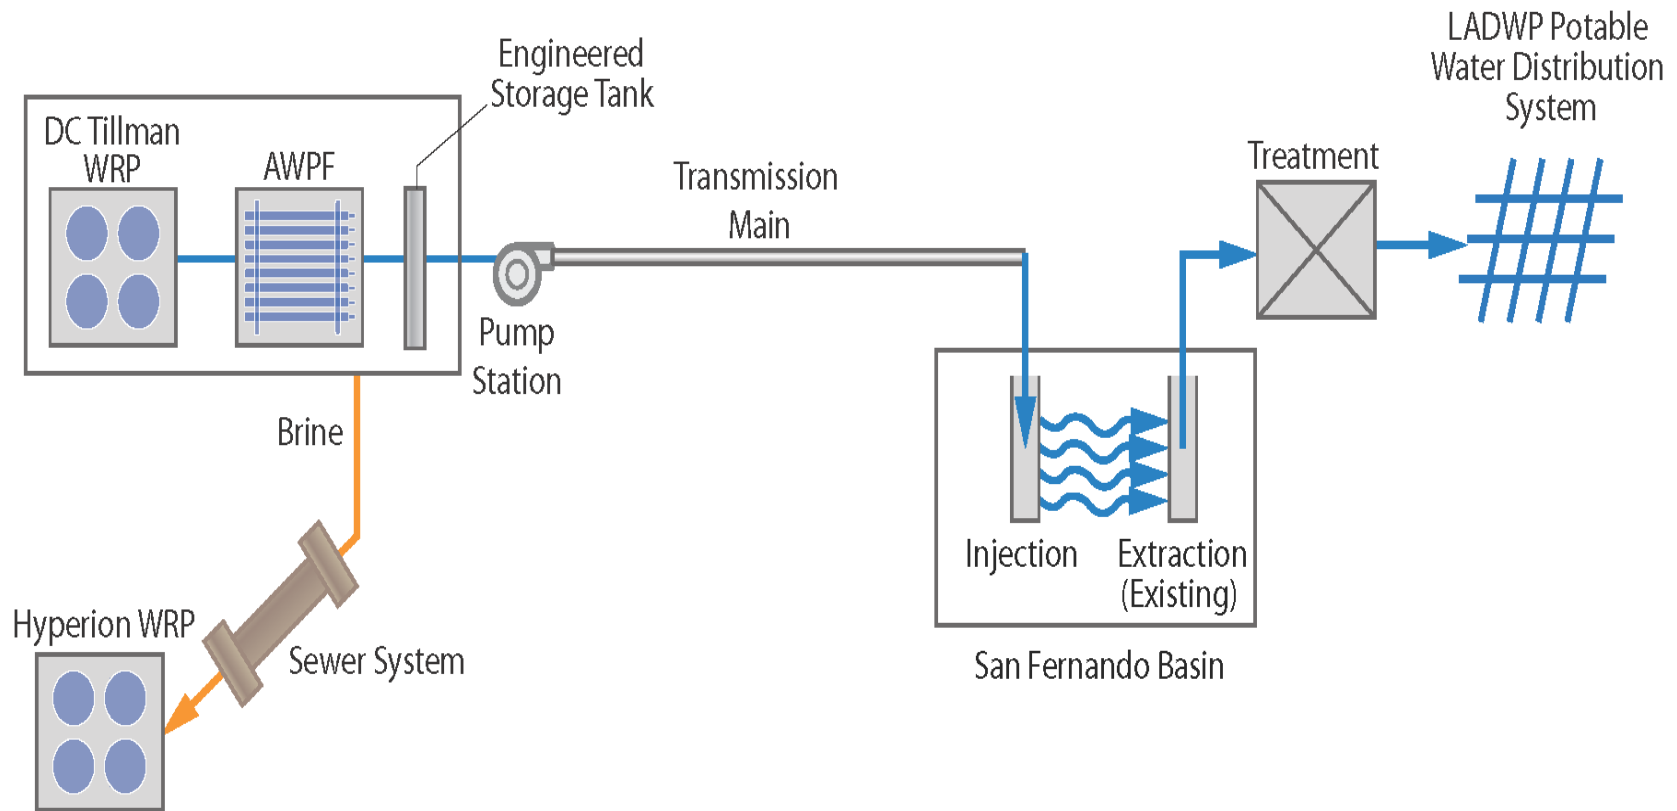 LADWP Potable
Water Distribution
System
Engineered
Storage Tank
DC Tillman
WRP
AWPF
Treatment
Transmission
Main
Pump
Station
Brine
Injection
Extraction
(Existing)
Hyperion WRP
Sewer System
San Fernando Basin